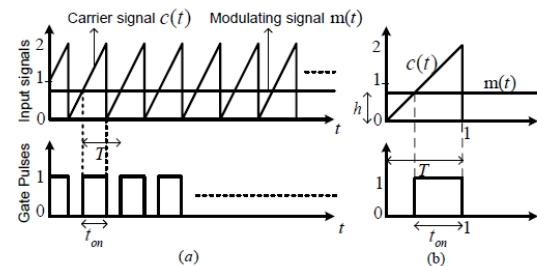 Carrier signal c(t) Modulating signal m(t)
Input signals
2
1
0
t
T
Gate Pulses
1
0
t_on
t
(a)
2
1
0
c(t)
m(t)
h
1
T
1
0
t_on
1
(b)